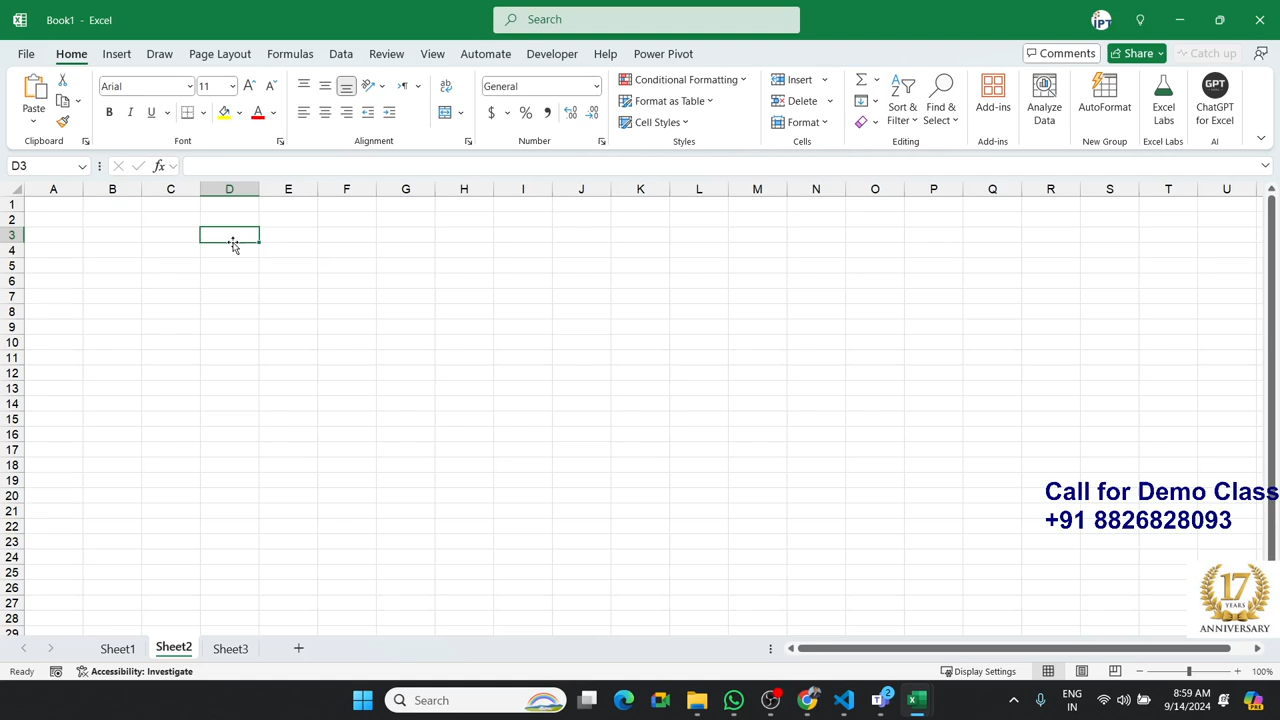 Book1 - Excel
Search
File Home Insert Draw Page Layout Formulas Data Review View Automate Developer Help Power Pivot
Comments Share Catch up
Paste
Arial 11
B I U
General
$ % ,
Conditional Formatting
Format as Table
Cell Styles
Insert
Delete
Format
Sort & Filter
Find & Select
Add-ins
Analyze Data
AutoFormat
Excel Labs
GPT
ChatGPT for Excel
Clipboard Font Alignment Number Styles Cells Editing Add-ins New Group Excel Labs AI
D3 fx
A B C D E F G H I J K L M N O P Q R S T U
1
2
3
4
5
6
7
8
9
10
11
12
13
14
15
16
17
18
19
20
21
22
23
24
25
26
27
28
29
Call for Demo Class
+91 8826828093
17
YEARS
ANNIVERSARY
Sheet1 Sheet2 Sheet3
Ready Accessibility: Investigate Display Settings 100%
Search
2
ENG
IN
8:59 AM
9/14/2024